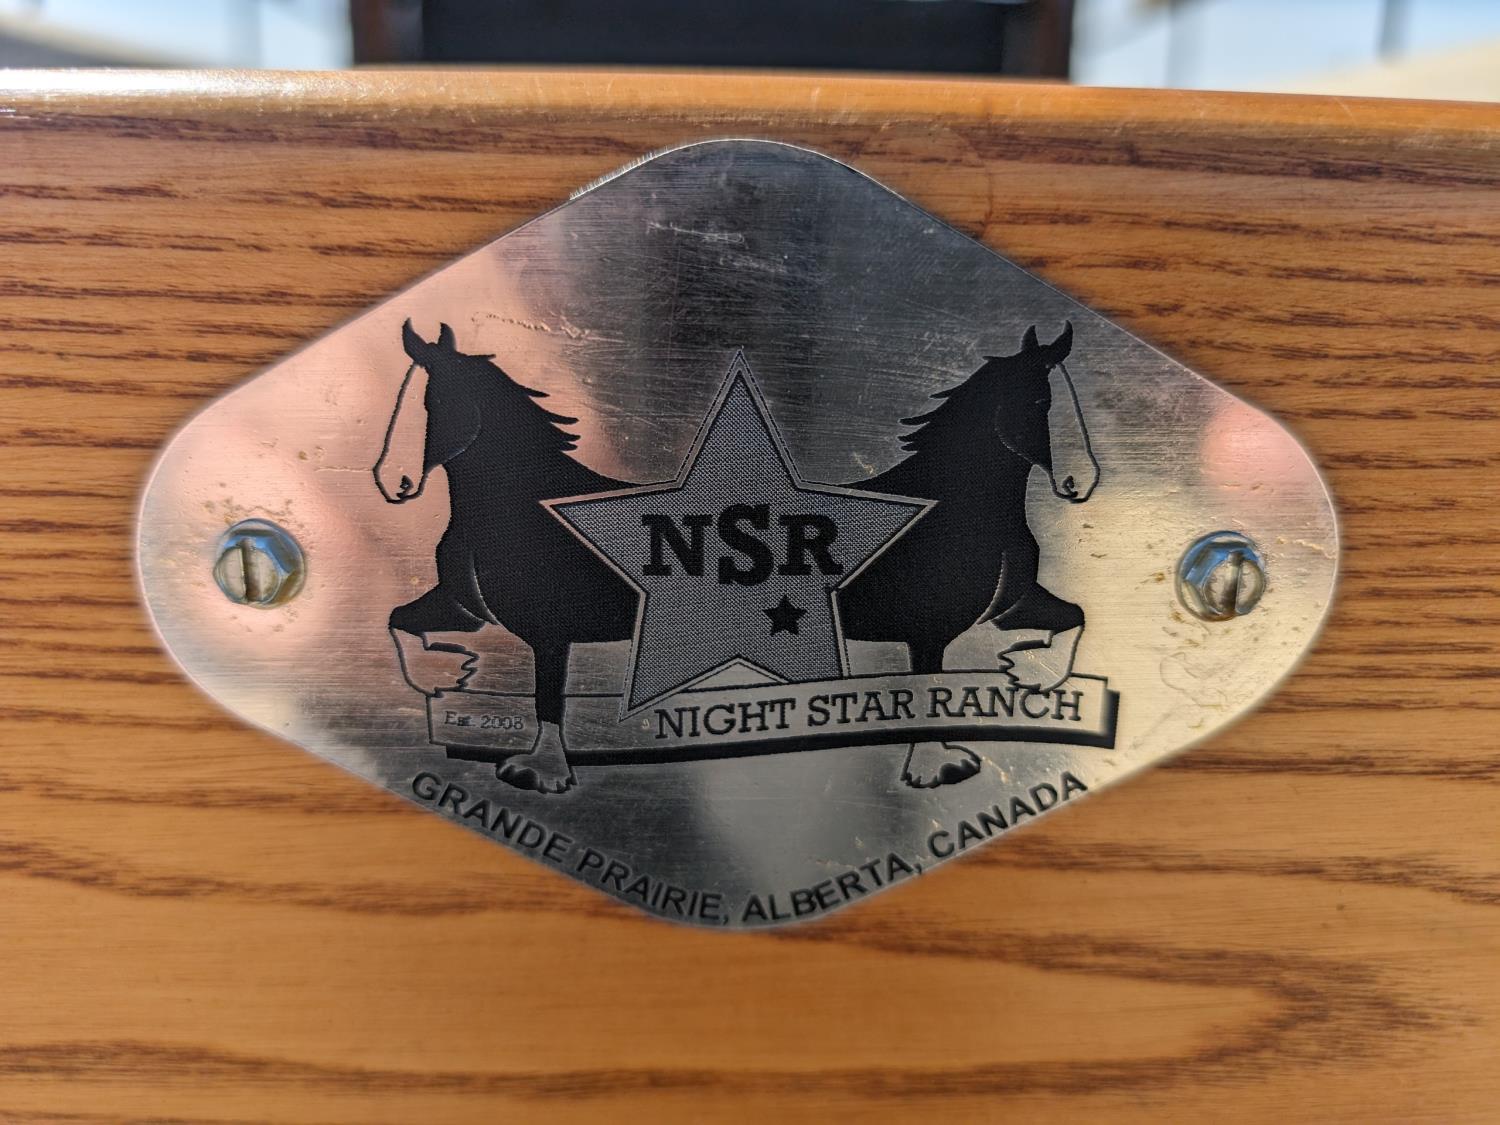 NSR
Est. 2008
NIGHT STAR RANCH
GRANDE PRAIRIE, ALBERTA, CANADA